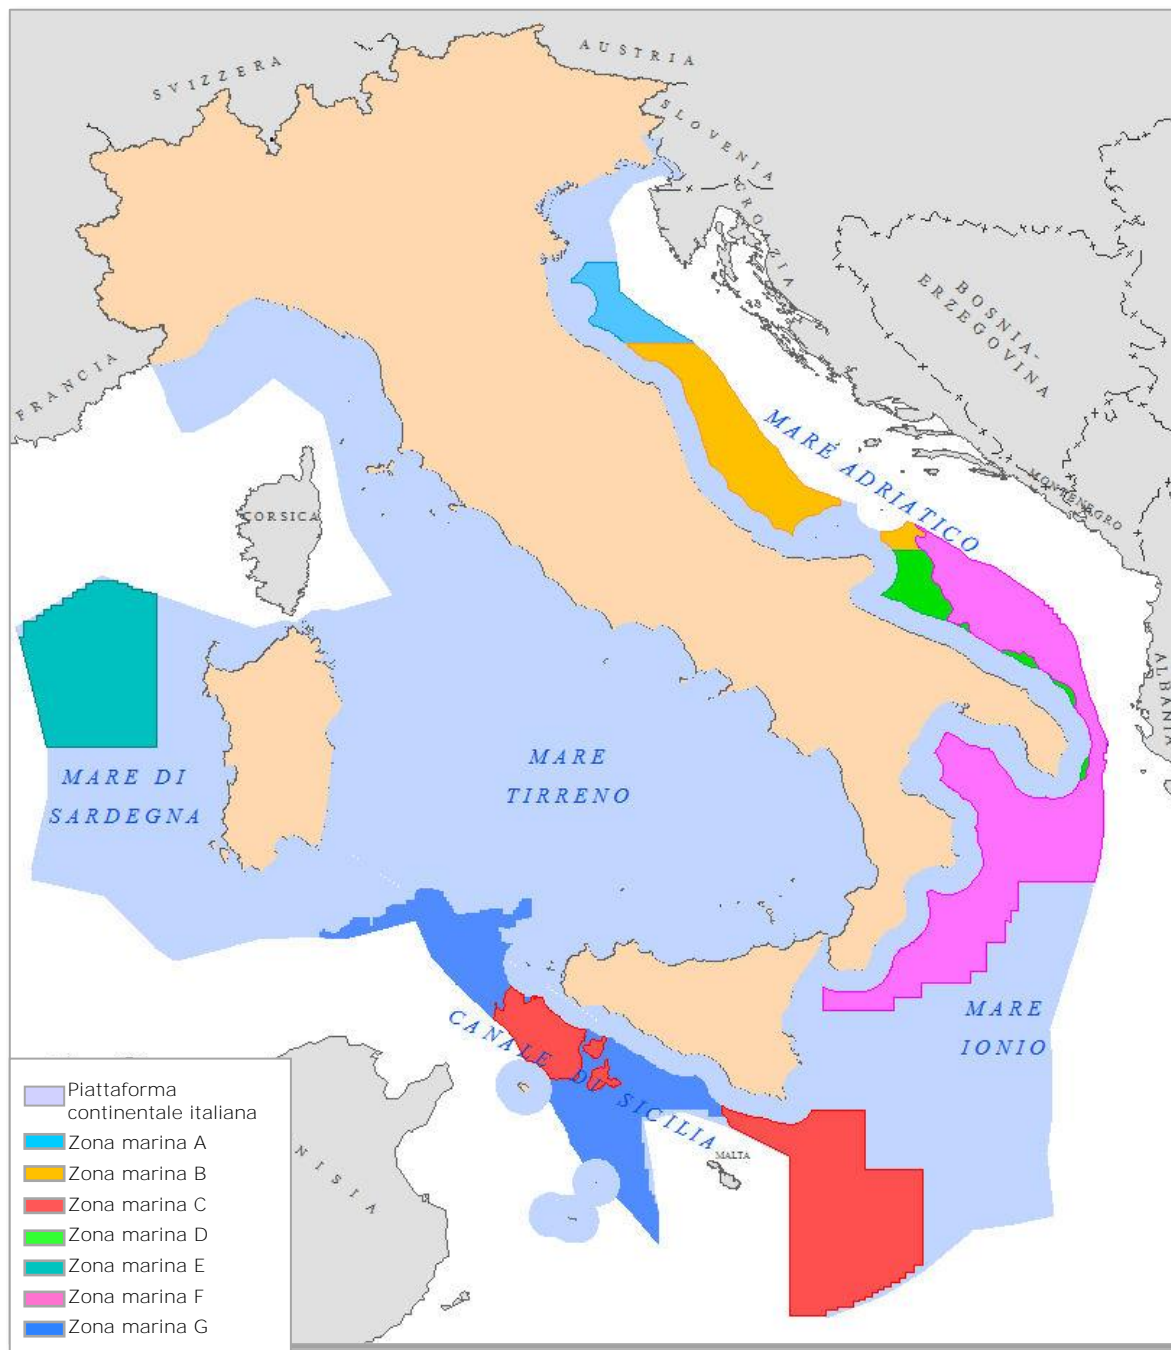 SVIZZERA
AUSTRIA
SLOVENIA
CROAZIA
BOSNIA-
ERZEGOVINA
FRANCIA
MARE ADRIATICO
MONTENEGRO
CORSICA
ALBANIA
MARE
TIRRENO
MARE DI
SARDEGNA
MARE
IONIO
CANALE DI SICILIA
MALTA
NISIA
Piattaforma
continentale italiana
Zona marina A
Zona marina B
Zona marina C
Zona marina D
Zona marina E
Zona marina F
Zona marina G